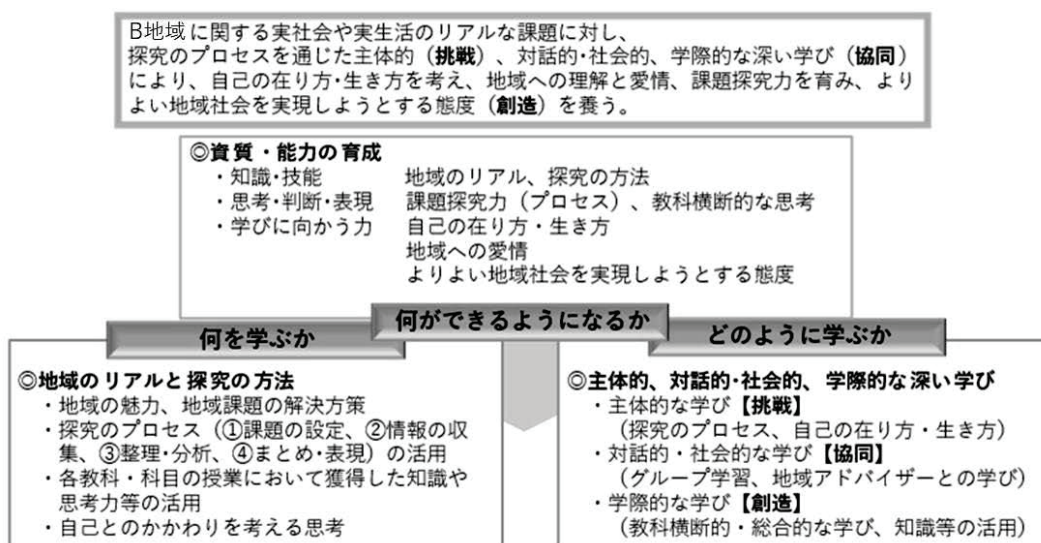 B地域に関する実社会や実生活のリアルな課題に対し、
探究のプロセスを通じた主体的（挑戦）、対話的・社会的、学際的な深い学び（協同）
により、自己の在り方・生き方を考え、地域への理解と愛情、課題探究力を育み、より
よい地域社会を実現しようとする態度（創造）を養う。
◎資質・能力の育成
・知識・技能　　地域のリアル、探究の方法
・思考・判断・表現　　課題探究力（プロセス）、教科横断的な思考
・学びに向かう力　　自己の在り方・生き方
地域への愛情
よりよい地域社会を実現しようとする態度
何ができるようになるか
何を学ぶか
◎地域のリアルと探究の方法
・地域の魅力、地域課題の解決方策
・探究のプロセス（①課題の設定、②情報の収
集、③整理・分析、④まとめ・表現）の活用
・各教科・科目の授業において獲得した知識や
思考力等の活用
・自己とのかかわりを考える思考
どのように学ぶか
◎主体的、対話的・社会的、学際的な深い学び
・主体的な学び【挑戦】
（探究のプロセス、自己の在り方・生き方）
・対話的・社会的な学び【協同】
（グループ学習、地域アドバイザーとの学び）
・学際的な学び【創造】
（教科横断的・総合的な学び、知識等の活用）